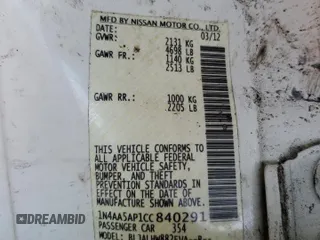 MFD BY NISSAN MOTOR CO., LTD.
DATE: 03/12
GVWR: 2131 KG
4698 LB
GAWR FR: 1140 KG
2513 LB
GAWR RR: 1000 KG
2205 LB
THIS VEHICLE CONFORMS TO ALL
APPLICABLE FEDERAL MOTOR
VEHICLE SAFETY,
BUMPER, AND THEFT
PREVENTION STANDARDS
IN EFFECT ON THE
DATE OF
MANUFACTURE
SHOWN ABOVE.
1N4AA5AP1CC840291
PASSENGER CAR 354
MODEL: